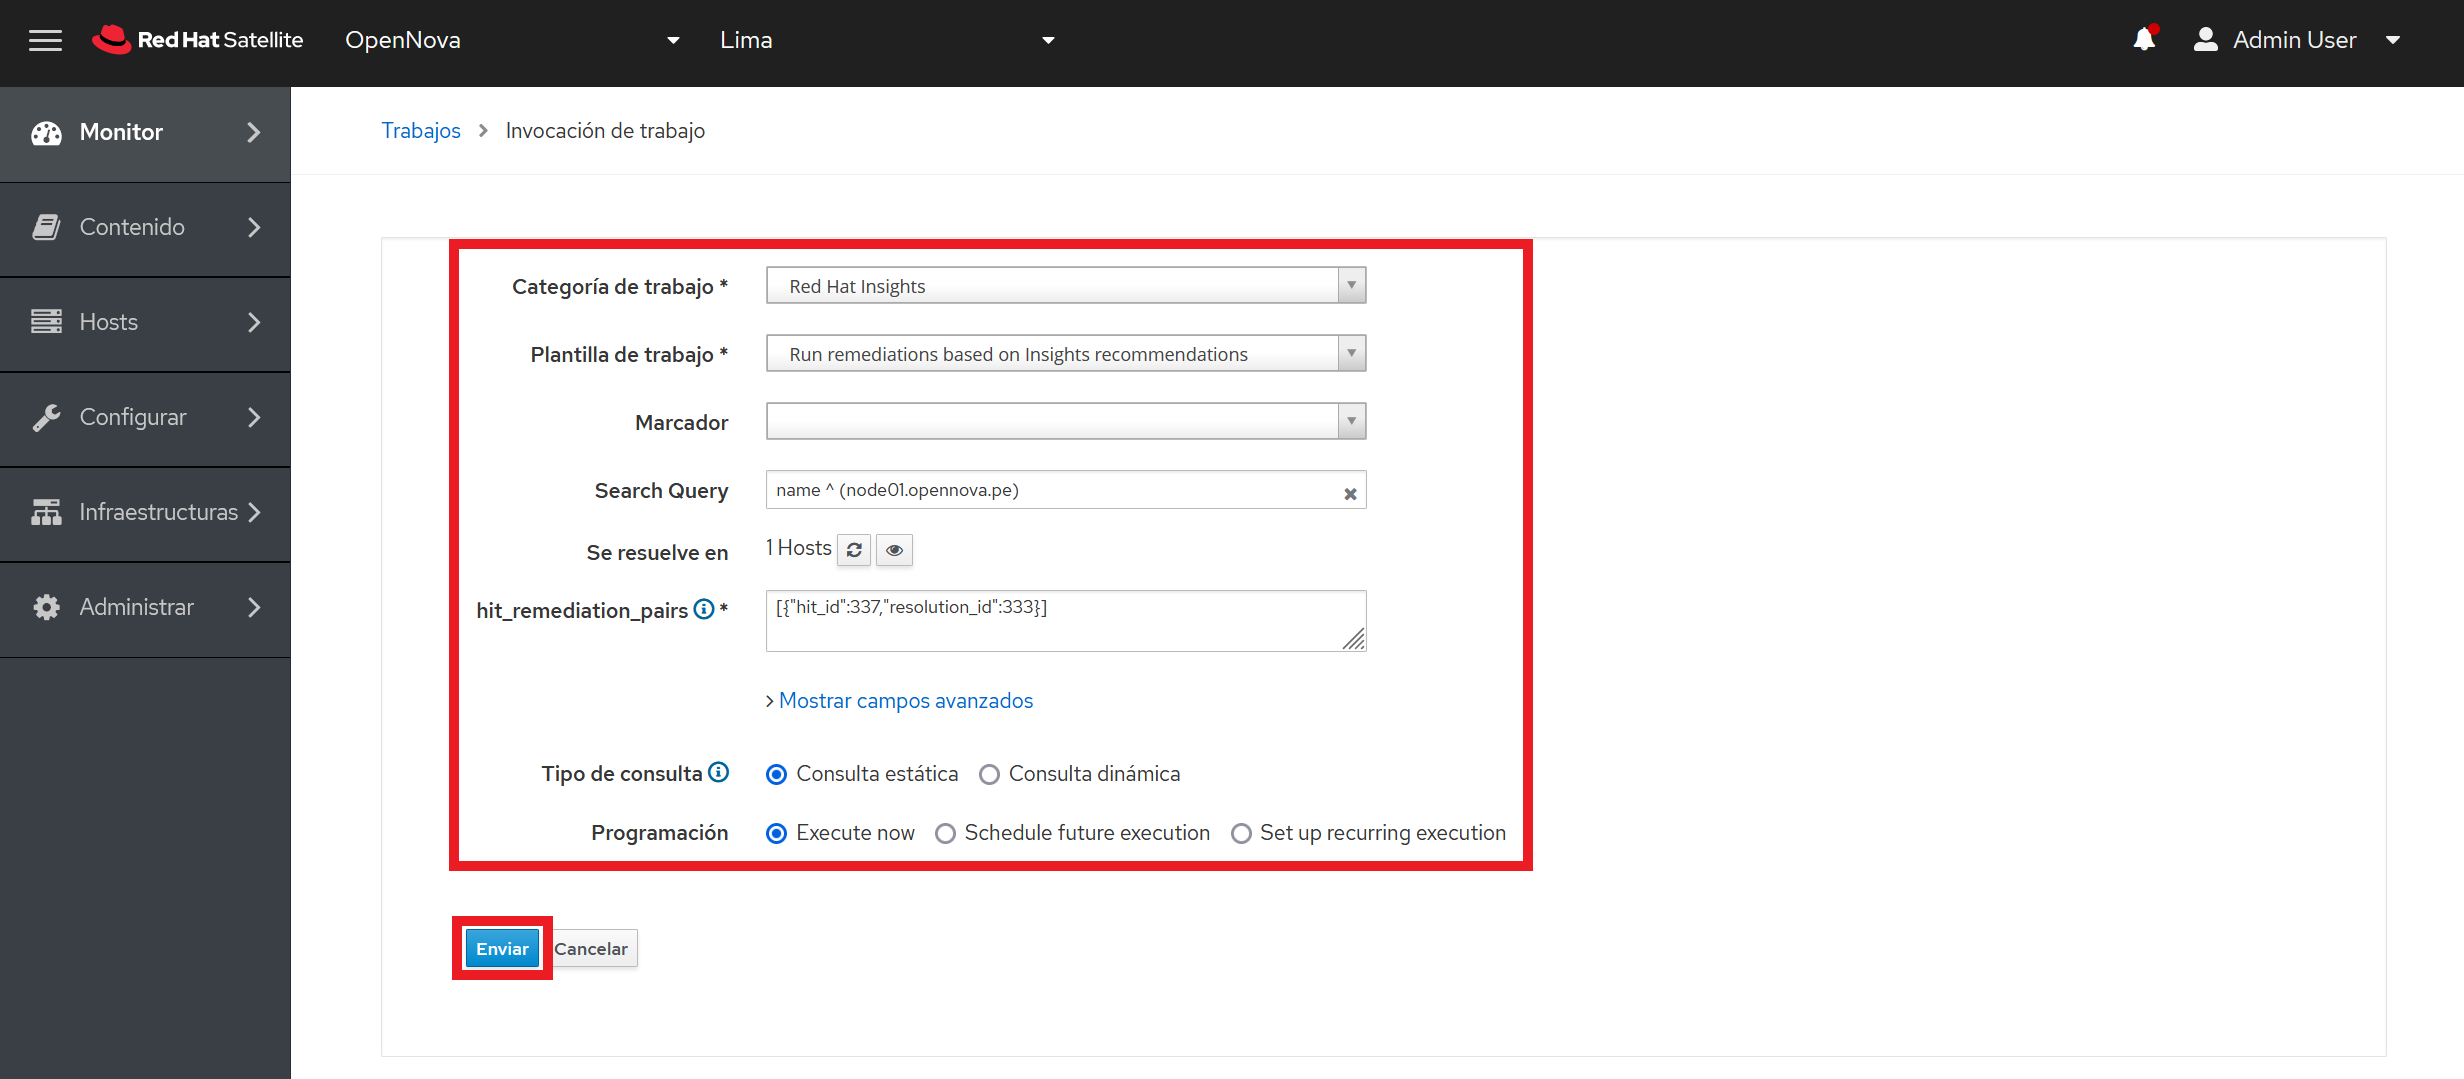 Red Hat Satellite OpenNova Lima Admin User
Monitor
Contenido
Hosts
Configurar
Infraestructuras
Administrar
Trabajos > Invocación de trabajo
Categoría de trabajo * Red Hat Insights
Plantilla de trabajo * Run remediations based on Insights recommendations
Marcador
Search Query name ^ (node01.opennova.pe)
Se resuelve en 1 Hosts
hit_remediation_pairs * [{"hit_id":337,"resolution_id":333}]
> Mostrar campos avanzados
Tipo de consulta Consulta estática Consulta dinámica
Programación Execute now Schedule future execution Set up recurring execution
Enviar Cancelar